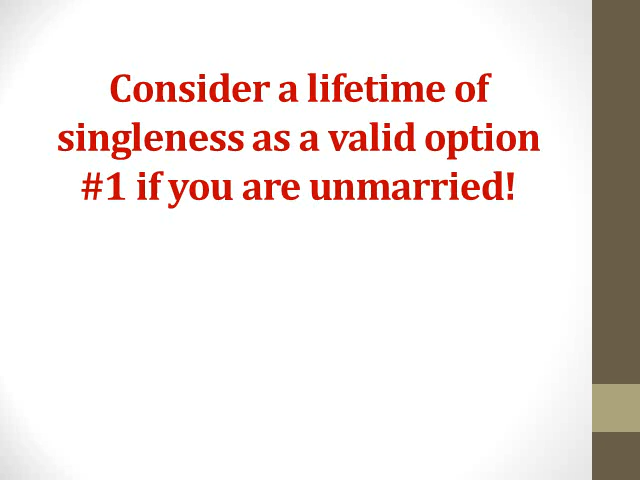 Consider a lifetime of
singleness as a valid option
#1 if you are unmarried!